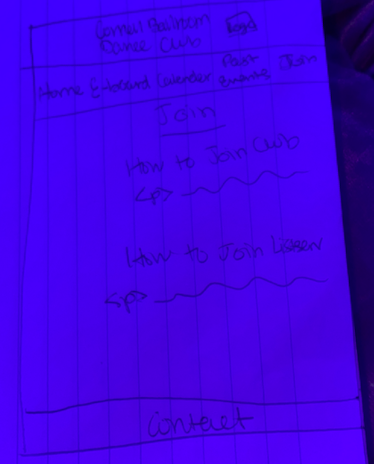 Cornell Ballroom
Dance Club
Logo
Home E-board Calendar Past Events Join
Join
How to Join Club
<p>
How to Join Listserv
<p>
Contact